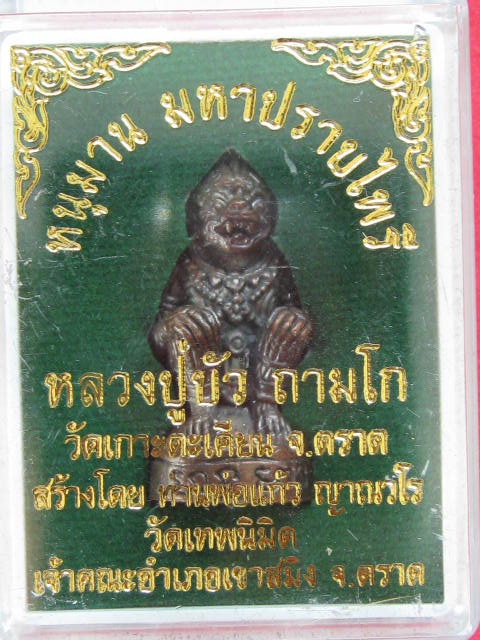 หนุมาน มหาปราบไพรี
หลวงปู่บัว ถามโก
วัดเกาะตะเคียน จ.ตราด
สร้างโดย ท่านพ่อแก้ว ญาณวโร
วัดเทพนิมิต
เจ้าคณะอำเภอเขาสมิง จ.ตราด